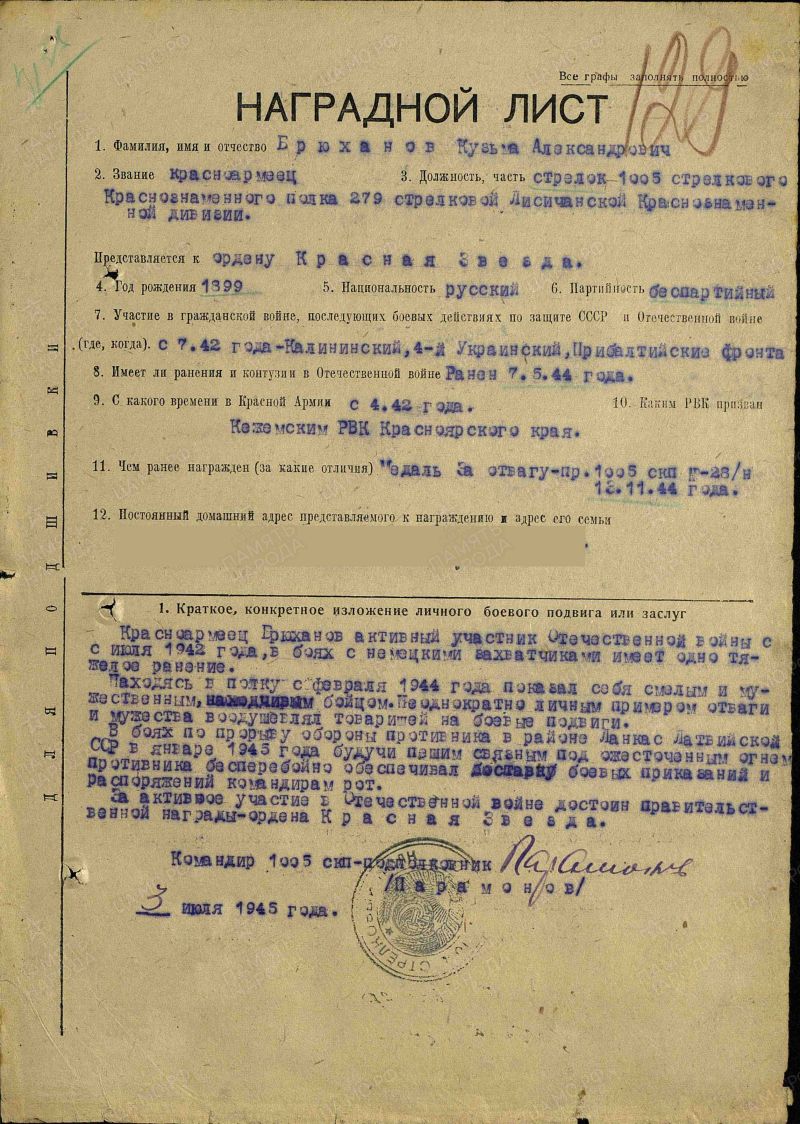 Все графы заполнять полностью
129
НАГРАДНОЙ ЛИСТ
1. Фамилия, имя и отчество Брюханов Кузьма Александрович
2. Звание красноармеец 3. Должность, часть стрелок 1005 стрелкового
Краснознаменного полка 279 стрелковой Лисичанской Краснознамен-
ной дивизии.
Представляется к ордену Красная Звезда.
4. Год рождения 1899 5. Национальность русский 6. Партийность беспартийный
7. Участие в гражданской войне, последующих боевых действиях по защите СССР и Отечественной войне
(где, когда). с 7.42 года-Калининский, 4-й Украинский, Прибалтийские фронта
8. Имеет ли ранения и контузии в Отечественной войне Ранен 7.5.44 года.
9. С какого времени в Красной Армии с 4.42 года. 10. Каким РВК призван
Кежемским РВК Красноярского края.
11. Чем ранее награжден (за какие отличия) Медаль За отвагу-пр. 1005 скп №-28/н
11.44 года.
12. Постоянный домашний адрес представляемого к награждению и адрес его семьи
ДЛЯ ПОДШИВКИ
1. Краткое, конкретное изложение личного боевого подвига или заслуг
Красноармеец Брюханов активный участник Отечественной войны с
с июля 1942 года, в боях с немецкими захватчиками имеет одно тя-
желое ранение.
Находясь в полку с февраля 1944 года показал себя смелым и му-
жественным, находчивым бойцом. Неоднократно личным примером отваги
и мужества воодушевлял товарищей на боевые подвиги.
В боях по прорыву обороны противника в районе Ланкас Латвийской
ССР в январе 1945 года будучи пешим связным под ожесточенным огнем
противника бесперебойно обеспечивал доставку боевых приказаний и
распоряжений командирам рот.
За активное участие в Отечественной войне достоин правительст-
венной награды-ордена Красная Звезда.
Командир 1005 скп-подполковник Парамонов
/Парамонов/
3 июля 1945 года.